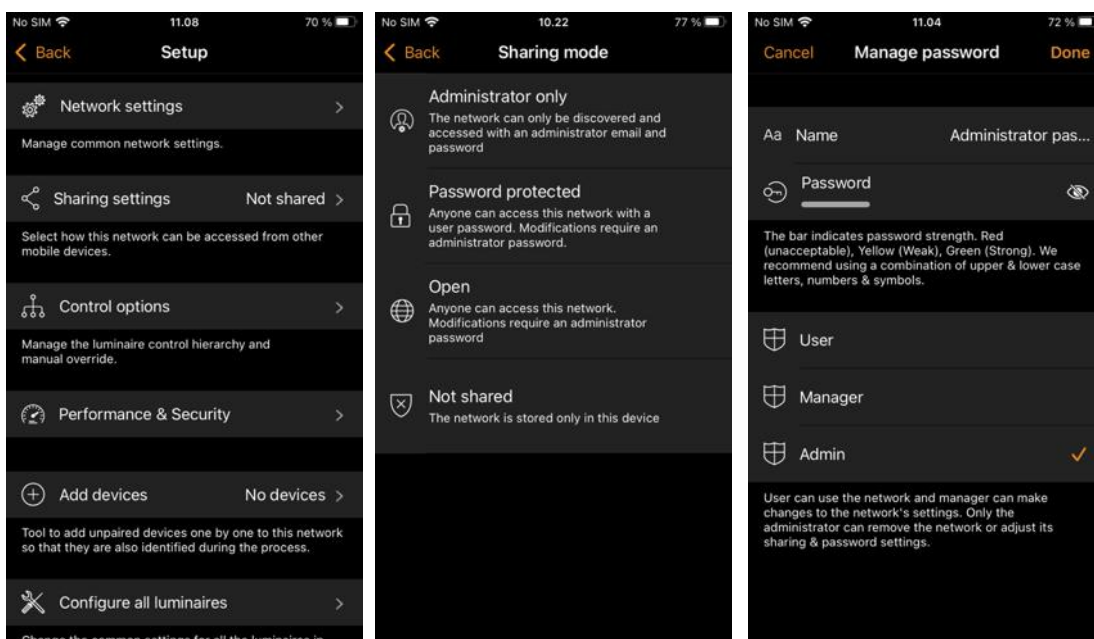 No SIM 11.08 70 %
Back Setup
Network settings
Manage common network settings.
Sharing settings Not shared
Select how this network can be accessed from other
mobile devices.
Control options
Manage the luminaire control hierarchy and
manual override.
Performance & Security
Add devices No devices
Tool to add unpaired devices one by one to this network
so that they are also identified during the process.
Configure all luminaires
Change the common settings for all the luminaires in
No SIM 10.22 77 %
Back Sharing mode
Administrator only
The network can only be discovered and
accessed with an administrator email and
password
Password protected
Anyone can access this network with a
user password. Modifications require an
administrator password.
Open
Anyone can access this network.
Modifications require an administrator
password
Not shared
The network is stored only in this device
No SIM 11.04 72 %
Cancel Manage password Done
Aa Name Administrator pas...
Password
The bar indicates password strength. Red
(unacceptable), Yellow (Weak), Green (Strong). We
recommend using a combination of upper & lower case
letters, numbers & symbols.
User
Manager
Admin
User can use the network and manager can make
changes to the network's settings. Only the
administrator can remove the network or adjust its
sharing & password settings.